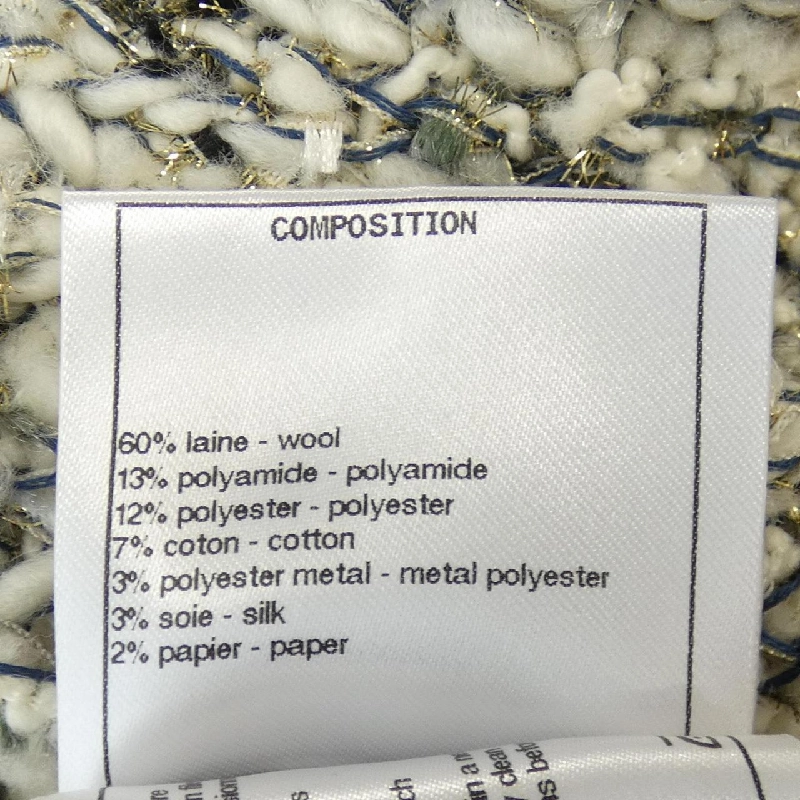 COMPOSITION
60% laine - wool
13% polyamide - polyamide
12% polyester - polyester
7% coton - cotton
3% polyester metal - metal polyester
3% soie - silk
2% papier - paper